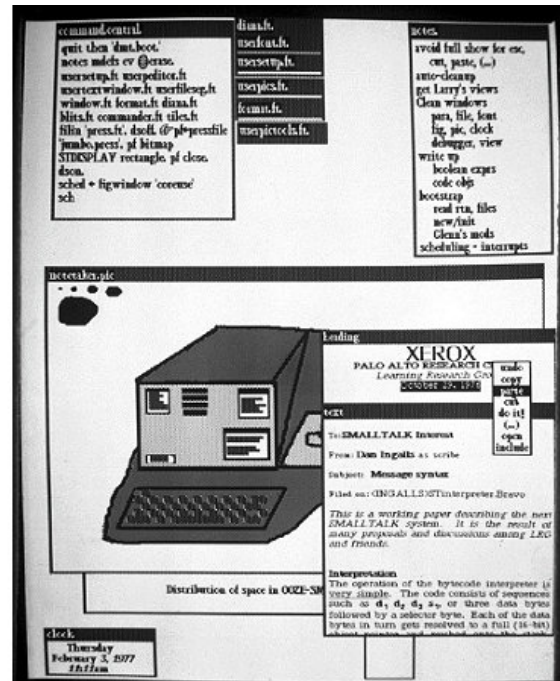 command.central.
quit then 'dmt.boot.'
notes mdefs ev erase.
usersetup.ft userpeditor.ft
usertextwindow.ft userfileseg.ft
window.ft format.ft diana.ft
blits.ft commander.ft tiles.ft
filin 'press.ft', dsoff. pf pressfile
'jumbo.press', pf bitmap
STDISPLAY rectangle. pf close.
dson.
sched + figwindow 'coreuse'
sch
diana.ft.
userfont.ft.
usersetup.ft.
userpics.ft.
format.ft.
userpictools.ft.
notes.
avoid full show for esc,
cut, paste, (...)
auto-cleanup
get Larry's views
Clean windows
para, file, font
fig, pic, clock
debugger, view
write up
boolean exprs
code objs
bootstrap
read rtn, files
new/init
Glenn's mods
scheduling + interrupts
notetaker.pic
heading
XEROX
PALO ALTO RESEARCH C
Learning Research Gro
October 19, 1976
undo
copy
paste
cut
do it!
(...)
open
include
text
To: SMALLTALK Interest
From: Dan Ingalls as scribe
Subject: Message syntax
Filed on: <INGALLS>STinterpreter.Bravo
This is a working paper describing the next
SMALLTALK system. It is the result of
many proposals and discussions among LRG
and friends.
Interpretation
The operation of the bytecode interpreter is
very simple. The code consists of sequences
such as d₁ d₂ d₃ s₁, or three data bytes
followed by a selector byte. Each of the data
bytes in turn gets resolved to a full (16-bit)
Distribution of space in OOZE-SM
clock
Thursday
February 3, 1977
11:11am